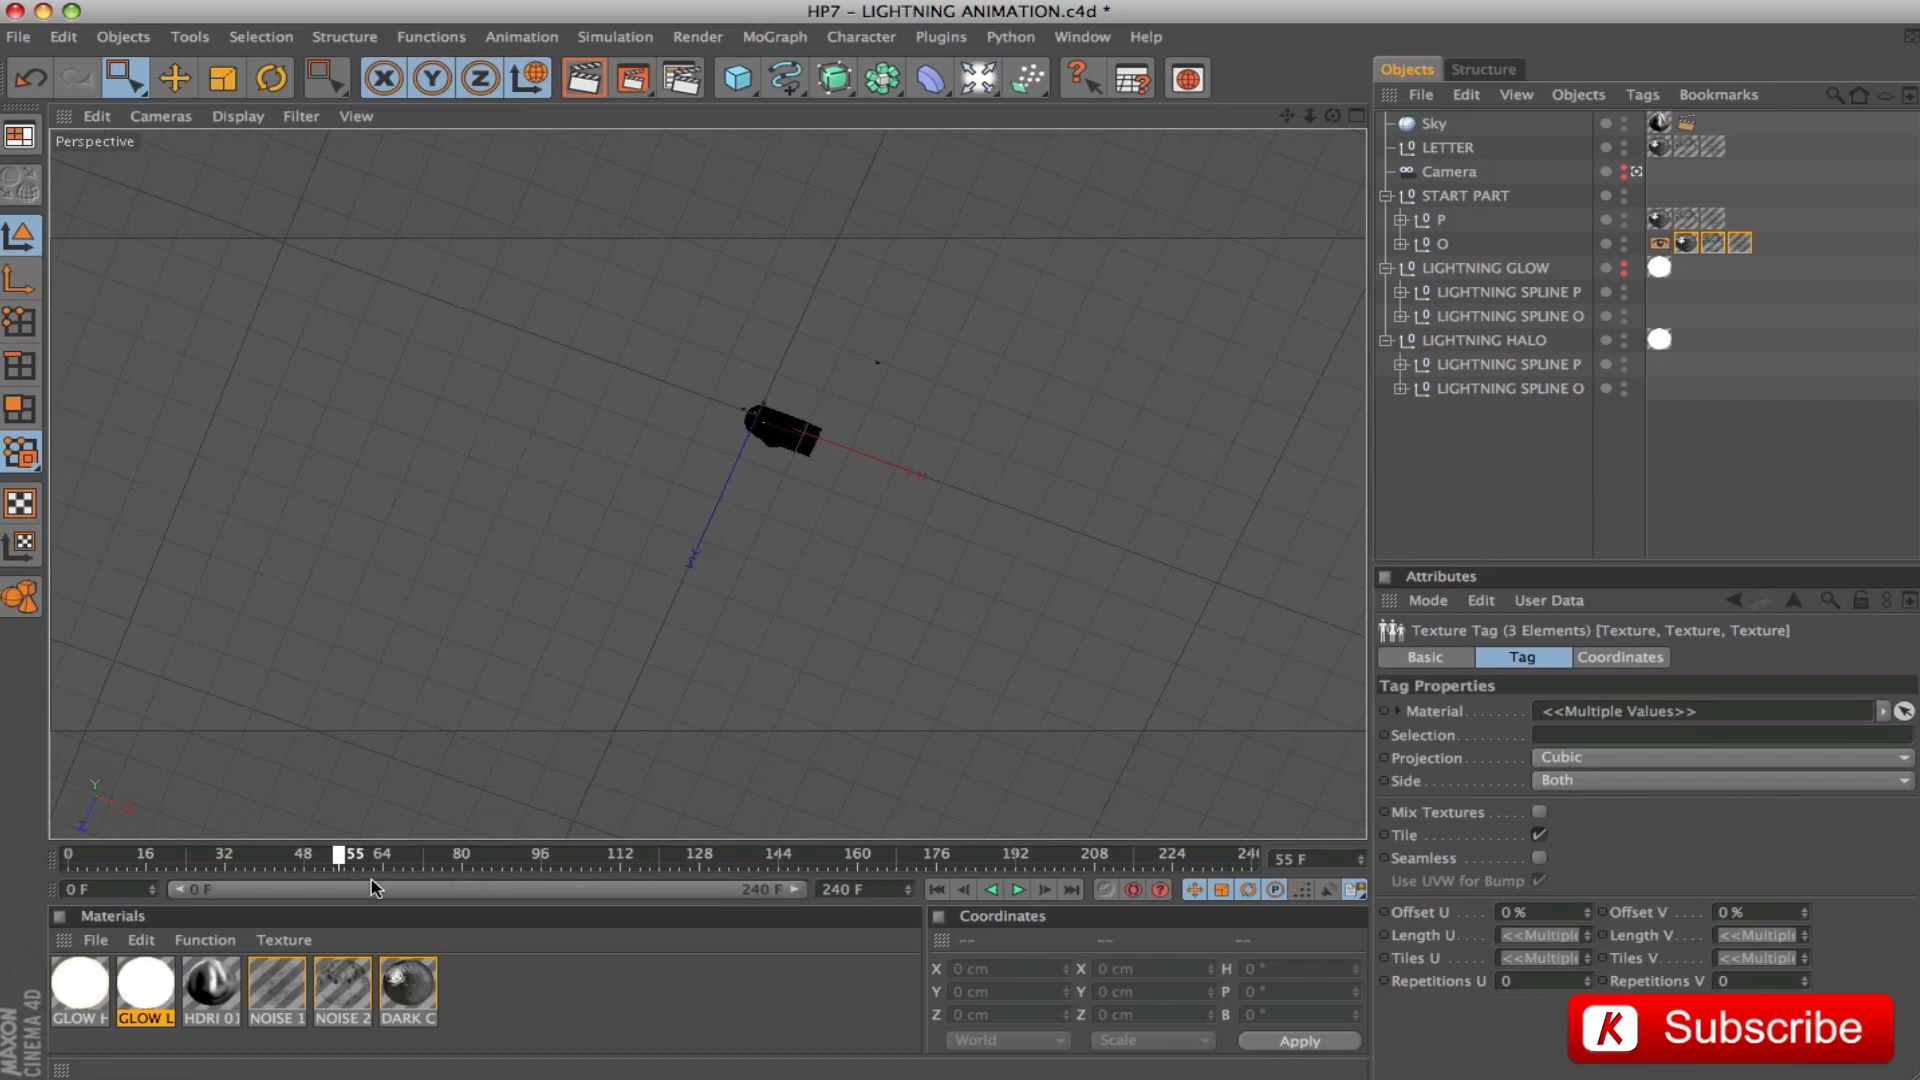 HP7 - LIGHTNING ANIMATION.c4d *
File Edit Objects Tools Selection Structure Functions Animation Simulation Render MoGraph Character Plugins Python Window Help
X Y Z
Objects Structure
File Edit View Objects Tags Bookmarks
Edit Cameras Display Filter View
Perspective
Sky
LETTER
Camera
START PART
P
O
LIGHTNING GLOW
LIGHTNING SPLINE P
LIGHTNING SPLINE O
LIGHTNING HALO
LIGHTNING SPLINE P
LIGHTNING SPLINE O
Attributes
Mode Edit User Data
Texture Tag (3 Elements) [Texture, Texture, Texture]
Basic Tag Coordinates
Tag Properties
Material <<Multiple Values>>
Selection
Projection Cubic
Side Both
Mix Textures
Tile
Seamless
Use UVW for Bump
Offset U 0 % Offset V 0 %
Length U <<Multipl Length V <<Multipl
Tiles U <<Multipl Tiles V <<Multipl
Repetitions U 0 Repetitions V 0
Y
X
Z
0 16 32 48 55 64 80 96 112 128 144 160 176 192 208 224 24
55 F
0 F 0 F 240 F 240 F
Materials
File Edit Function Texture
GLOW H GLOW L HDRI 01 NOISE 1 NOISE 2 DARK C
Coordinates
-- -- --
X 0 cm X 0 cm H 0 °
Y 0 cm Y 0 cm P 0 °
Z 0 cm Z 0 cm B 0 °
World Scale Apply
MAXON
CINEMA 4D
K Subscribe